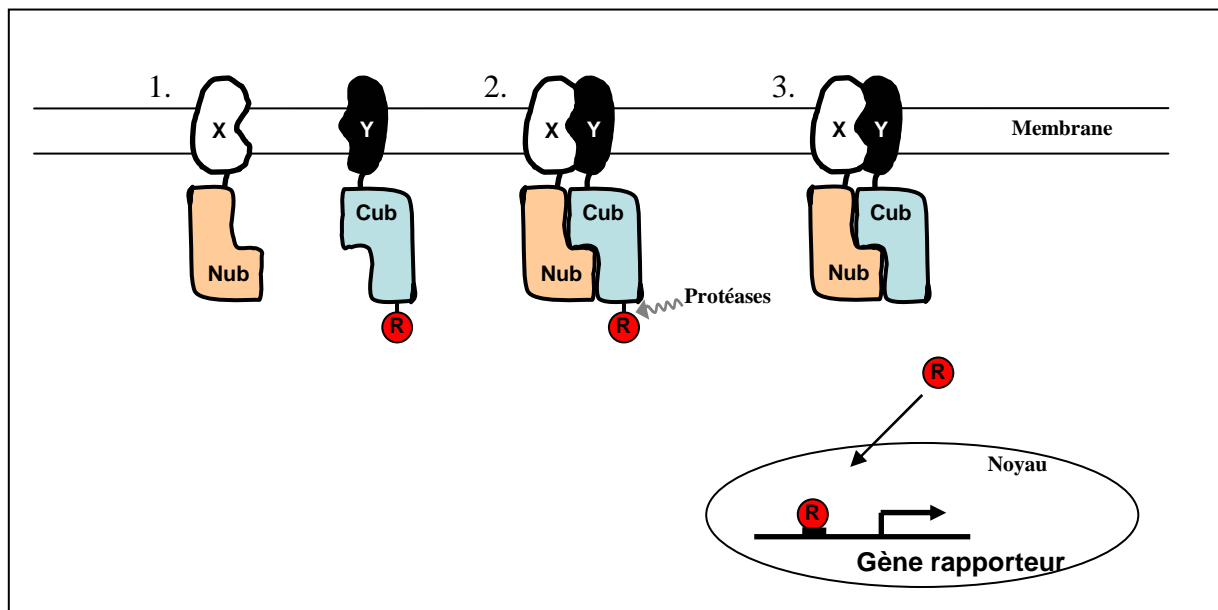 1. 2. 3.
X Y X Y X Y Membrane
Cub Cub Cub
Nub Nub Nub
Protéases
R R
R
Noyau
R
Gène rapporteur